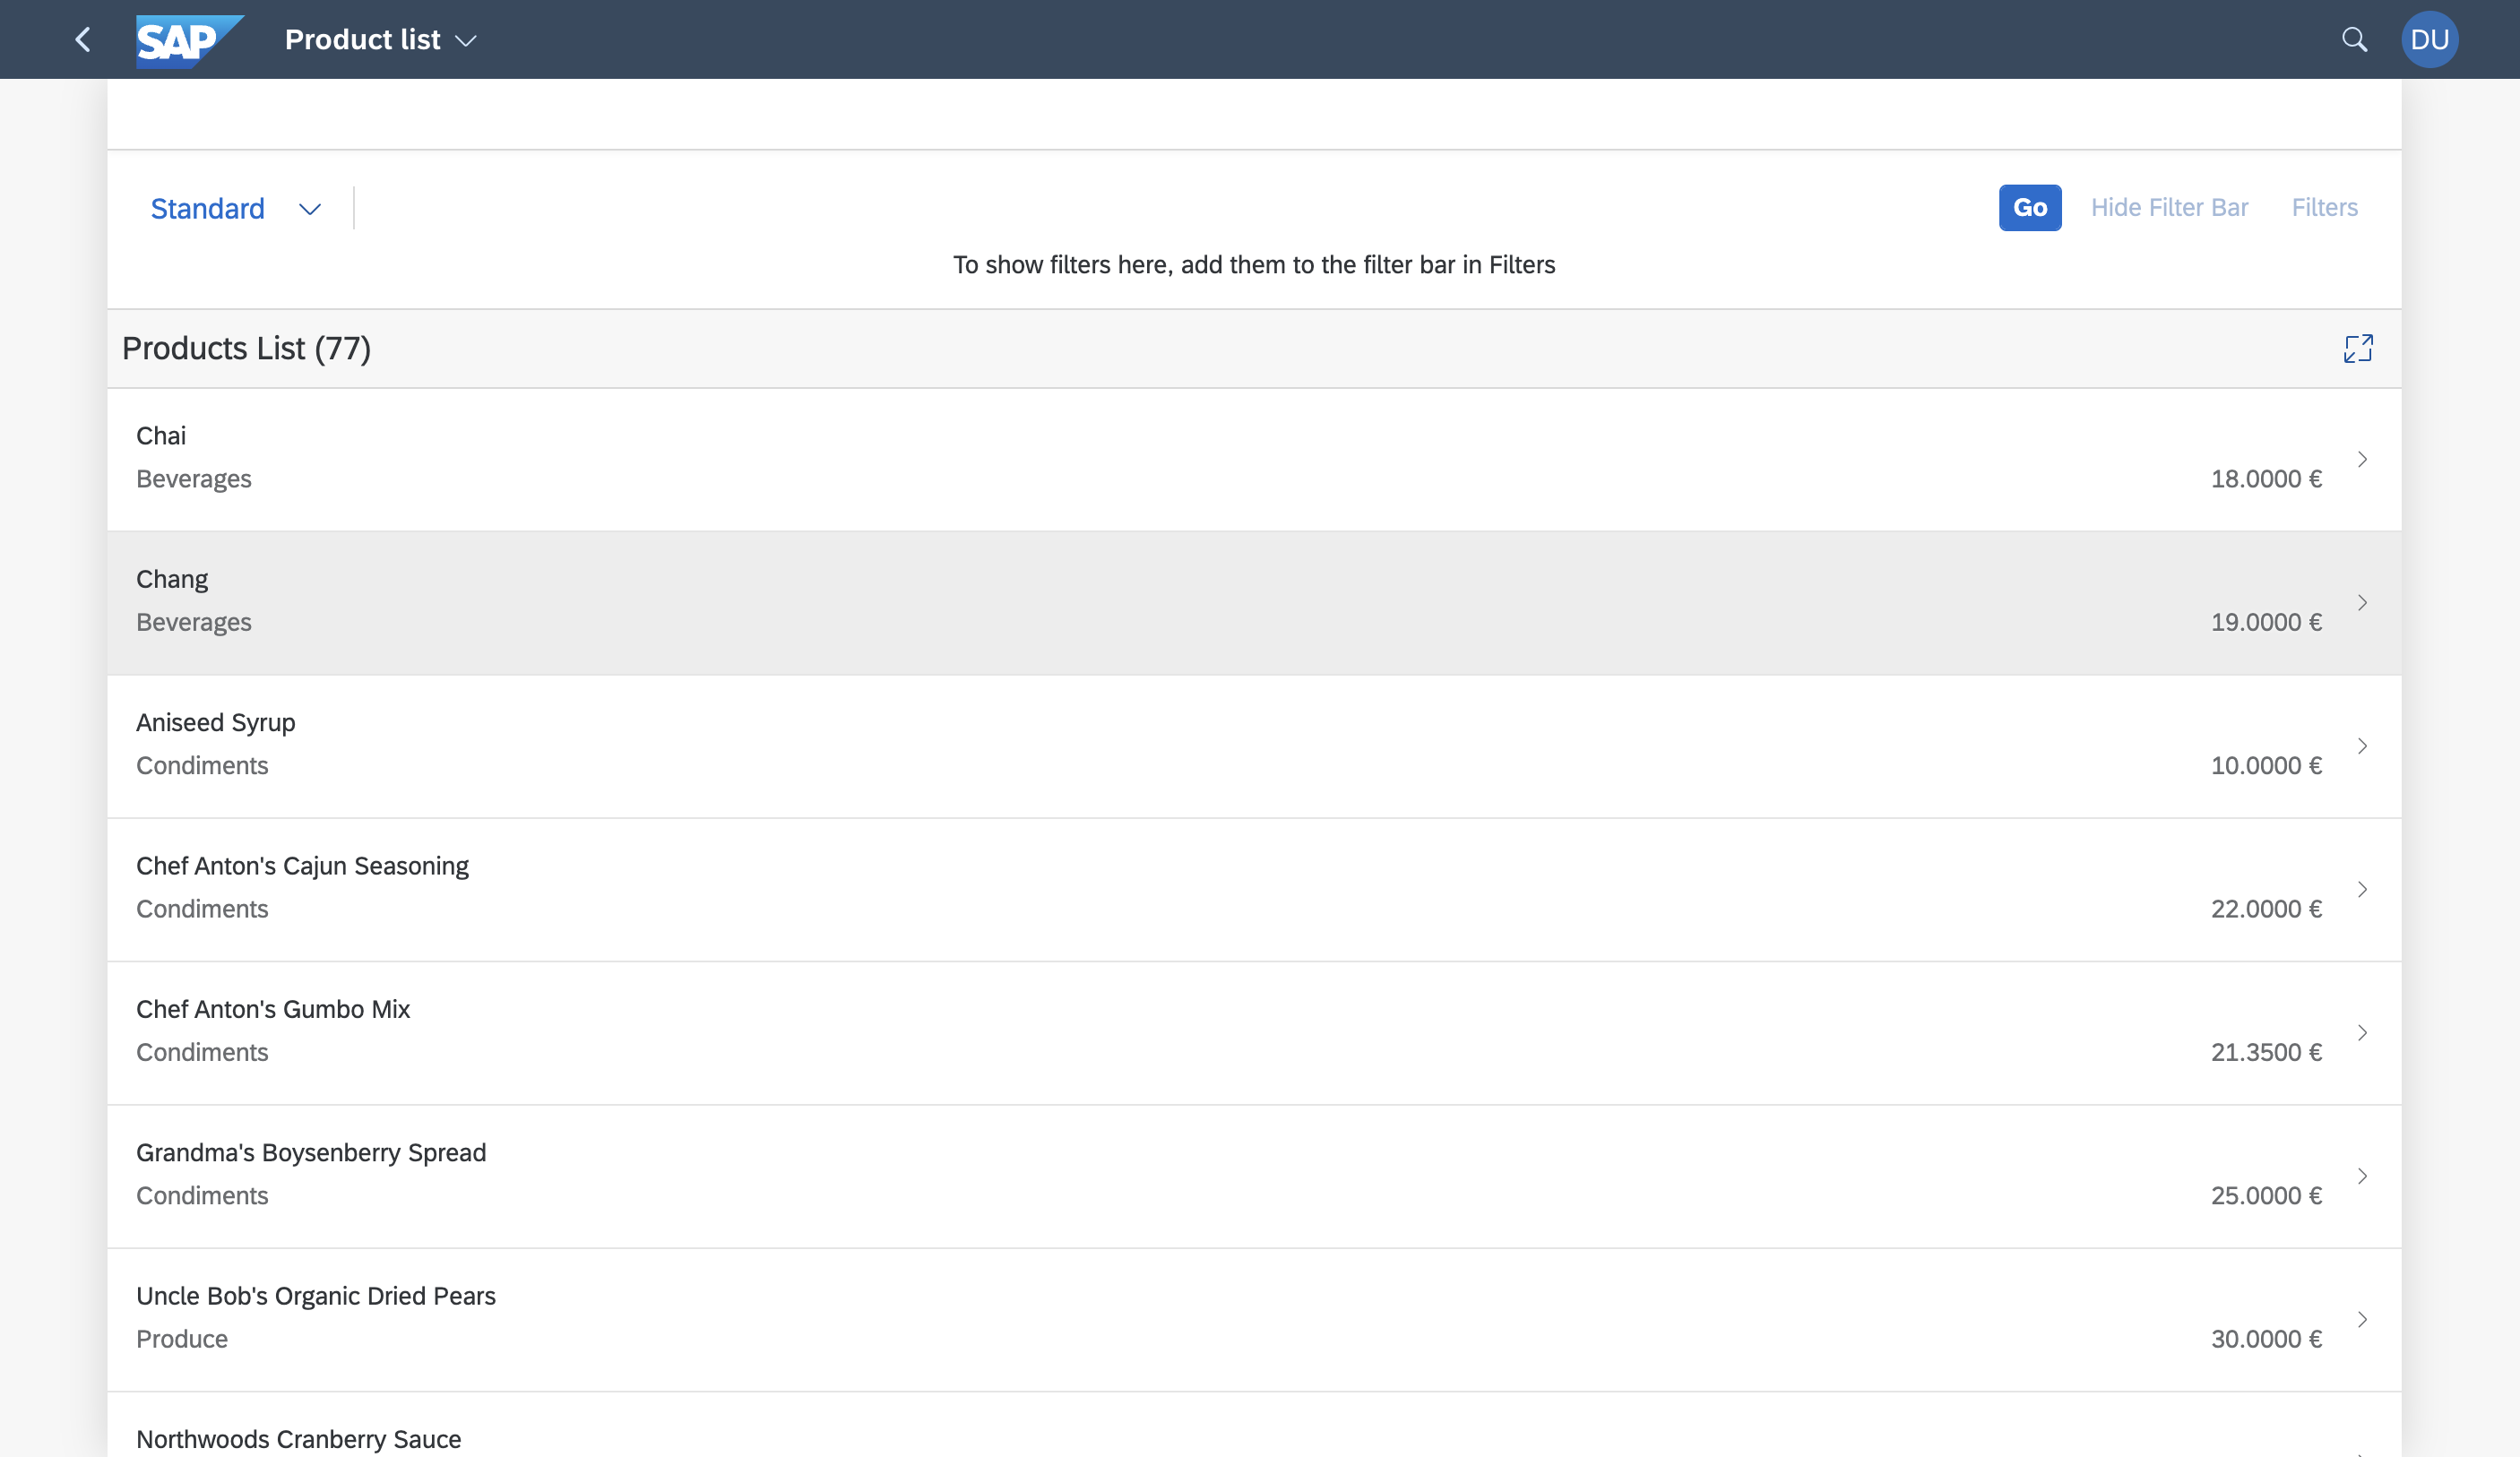 SAP Product list DU
Standard Go Hide Filter Bar Filters
To show filters here, add them to the filter bar in Filters
Products List (77)
Chai
Beverages 18.0000 €
Chang
Beverages 19.0000 €
Aniseed Syrup
Condiments 10.0000 €
Chef Anton's Cajun Seasoning
Condiments 22.0000 €
Chef Anton's Gumbo Mix
Condiments 21.3500 €
Grandma's Boysenberry Spread
Condiments 25.0000 €
Uncle Bob's Organic Dried Pears
Produce 30.0000 €
Northwoods Cranberry Sauce